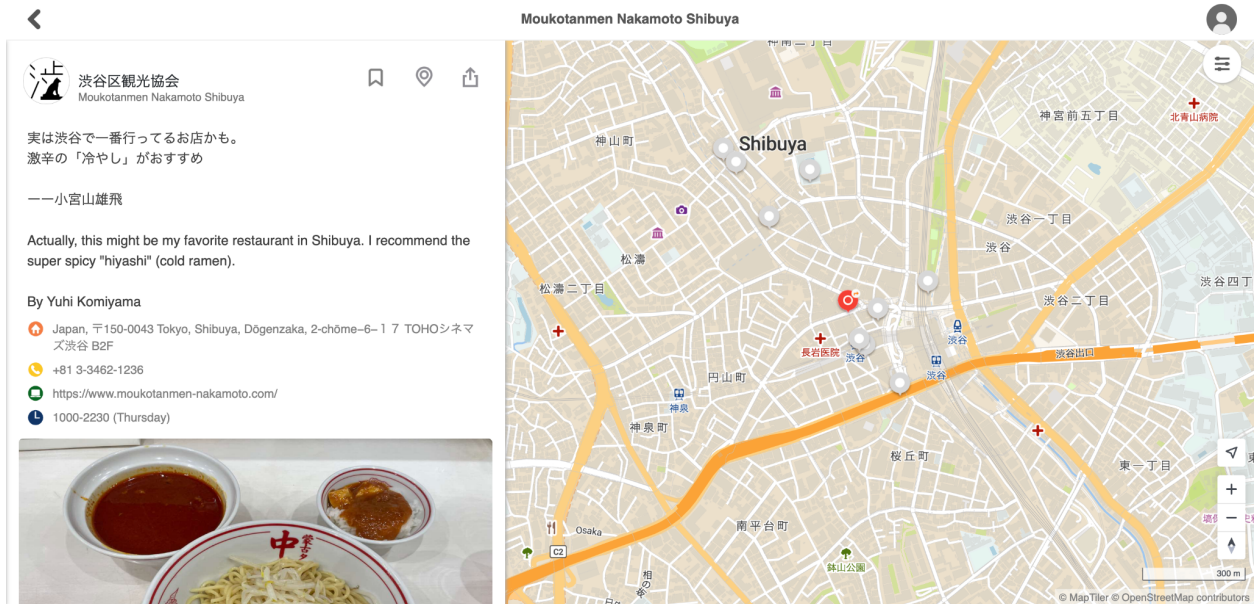 Moukotanmen Nakamoto Shibuya
渋谷区観光協会
Moukotanmen Nakamoto Shibuya
実は渋谷で一番行ってるお店かも。
激辛の「冷やし」がおすすめ
ーー小宮山雄飛
Actually, this might be my favorite restaurant in Shibuya. I recommend the
super spicy "hiyashi" (cold ramen).
By Yuhi Komiyama
Japan, 〒150-0043 Tokyo, Shibuya, Dōgenzaka, 2-chōme−6−１７ TOHOシネマ
ズ渋谷 B2F
+81 3-3462-1236
https://www.moukotanmen-nakamoto.com/
1000-2230 (Thursday)
中
神南二丁目
神宮前五丁目
北青山病院
神山町
Shibuya
渋谷一丁目
渋谷
松濤
松濤二丁目
渋谷四丁
渋谷二丁目
渋谷
長岩医院
渋谷
渋谷出口
渋谷
円山町
神泉
神泉町
桜丘町
東一丁目
南平台町
Osaka
C2
鉢山公園
300 m
© MapTiler © OpenStreetMap contributors